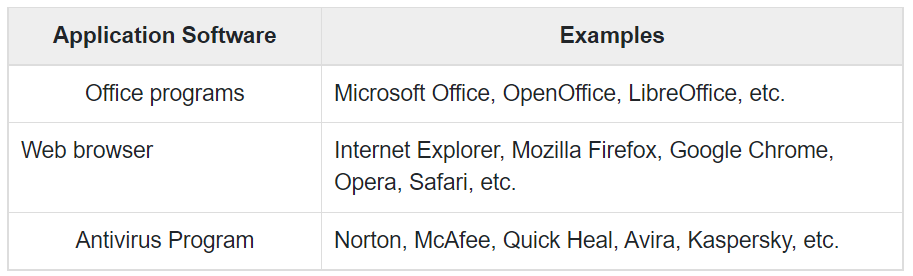 Application Software Examples
Office programs Microsoft Office, OpenOffice, LibreOffice, etc.
Web browser Internet Explorer, Mozilla Firefox, Google Chrome,
Opera, Safari, etc.
Antivirus Program Norton, McAfee, Quick Heal, Avira, Kaspersky, etc.